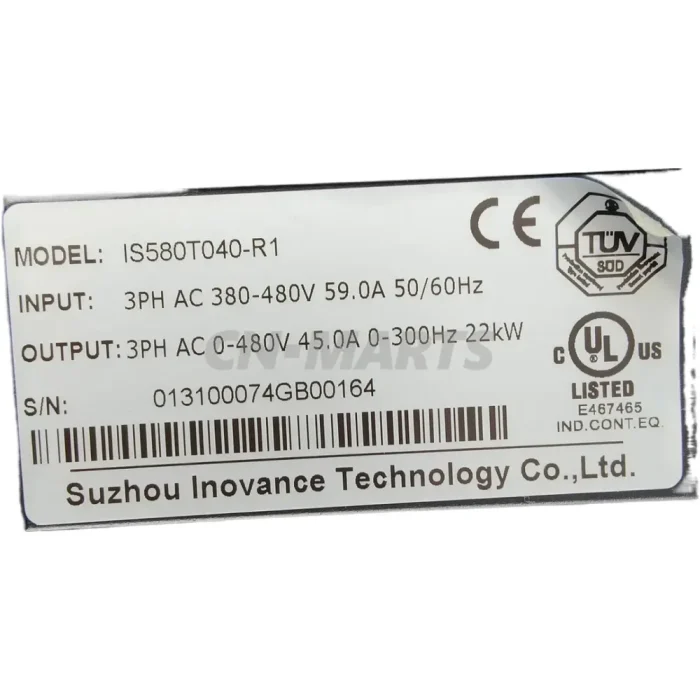 MODEL: IS580T040-R1
INPUT: 3PH AC 380-480V 59.0A 50/60Hz
OUTPUT: 3PH AC 0-480V 45.0A 0-300Hz 22kW
S/N: 013100074GB00164
Suzhou Inovance Technology Co.,Ltd.
CE
TÜV
SÜD
C UL US
LISTED
E467465
IND.CONT.EQ.
CN-MARTS